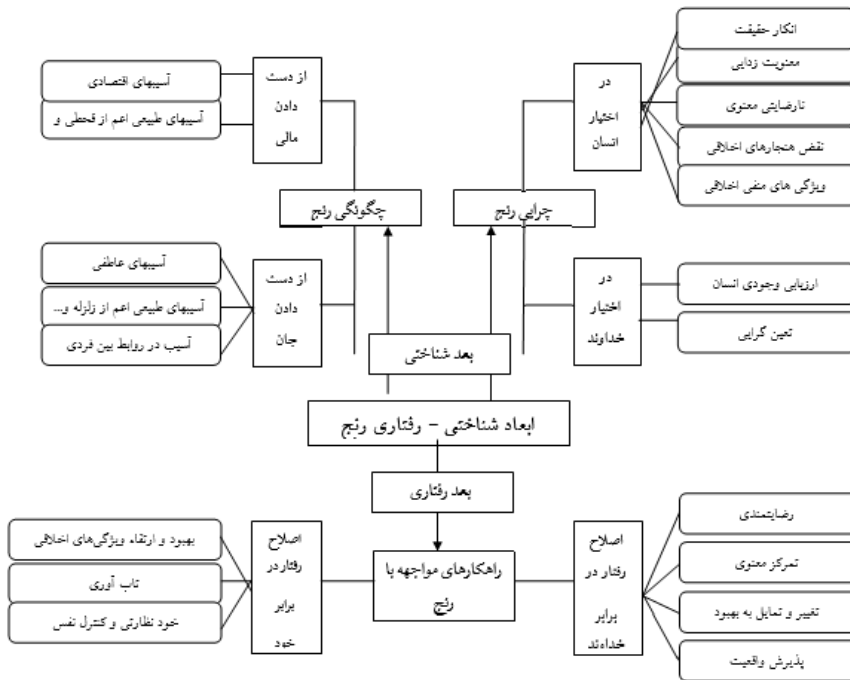 انکار حقیقت
معنویت زدایی
نارضایتی معنوی
نقض هنجارهای اخلاقی
ویژگی های منفی اخلاقی
در
اختیار
انسان
چرایی رنج
در
اختیار
خداوند
ارزیابی وجودی انسان
تعین گرایی
از دست
دادن
مالی
آسیبهای اقتصادی
آسیبهای طبیعی اعم از قحطی و
چگونگی رنج
از دست
دادن
جان
آسیبهای عاطفی
آسیبهای طبیعی اعم از زلزله و...
آسیب در روابط بین فردی
بعد شناختی
ابعاد شناختی – رفتاری رنج
بعد رفتاری
راهکارهای مواجهه با
رنج
اصلاح
رفتار در
برابر
خداوند
رضایتمندی
تمرکز معنوی
تغییر و تمایل به بهبود
پذیرش واقعیت
اصلاح
رفتار در
برابر
خود
بهبود و ارتقاء ویژگی‌های اخلاقی
تاب آوری
خود نظارتی و کنترل نفس